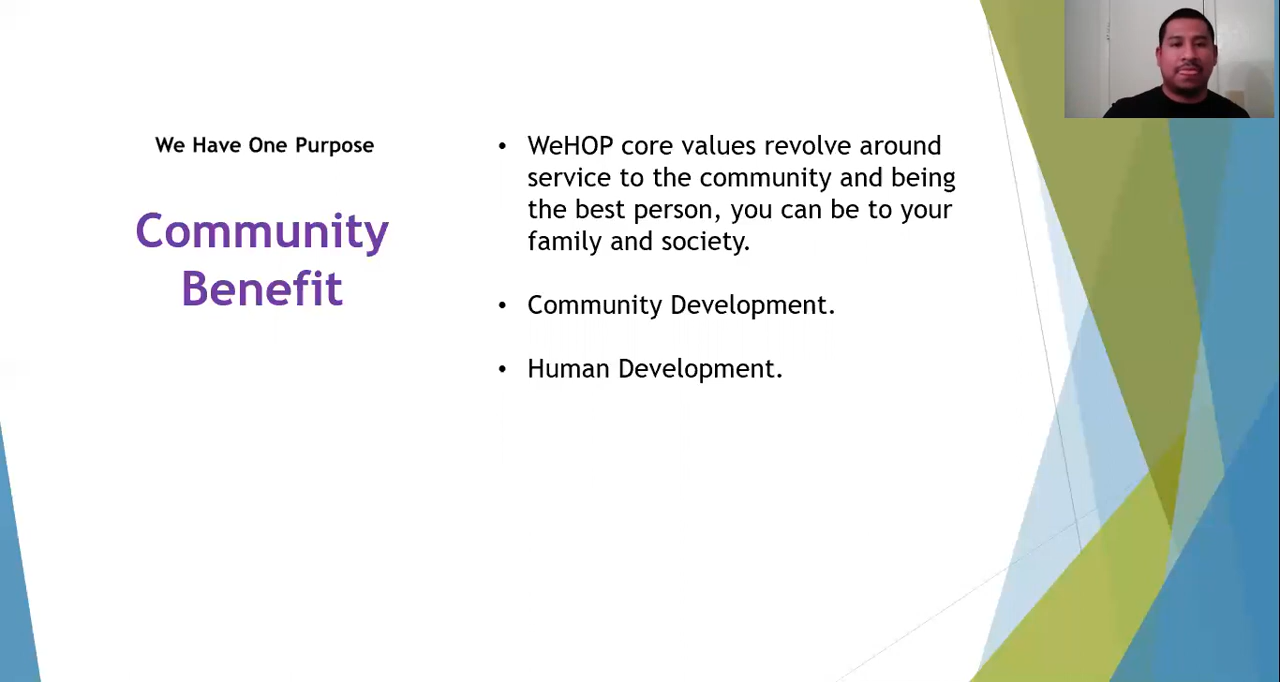 We Have One Purpose
Community
Benefit
• WeHOP core values revolve around
service to the community and being
the best person, you can be to your
family and society.
• Community Development.
• Human Development.